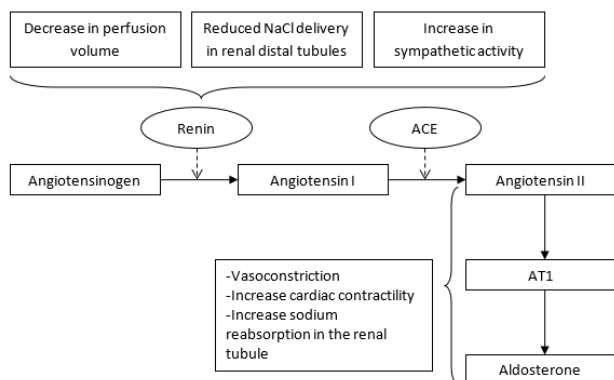 Decrease in perfusion
volume
Reduced NaCl delivery
in renal distal tubules
Increase in
sympathetic activity
Renin
ACE
Angiotensinogen
Angiotensin I
Angiotensin II
-Vasoconstriction
-Increase cardiac contractility
-Increase sodium
reabsorption in the renal
tubule
AT1
Aldosterone